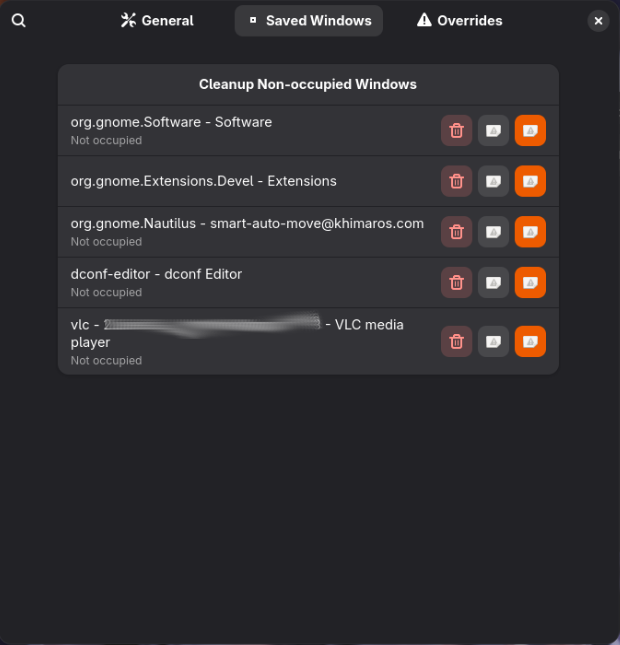 General
Saved Windows
Overrides
Cleanup Non-occupied Windows
org.gnome.Software - Software
Not occupied
org.gnome.Extensions.Devel - Extensions
org.gnome.Nautilus - smart-auto-move@khimaros.com
Not occupied
dconf-editor - dconf Editor
Not occupied
vlc - - VLC media
player
Not occupied